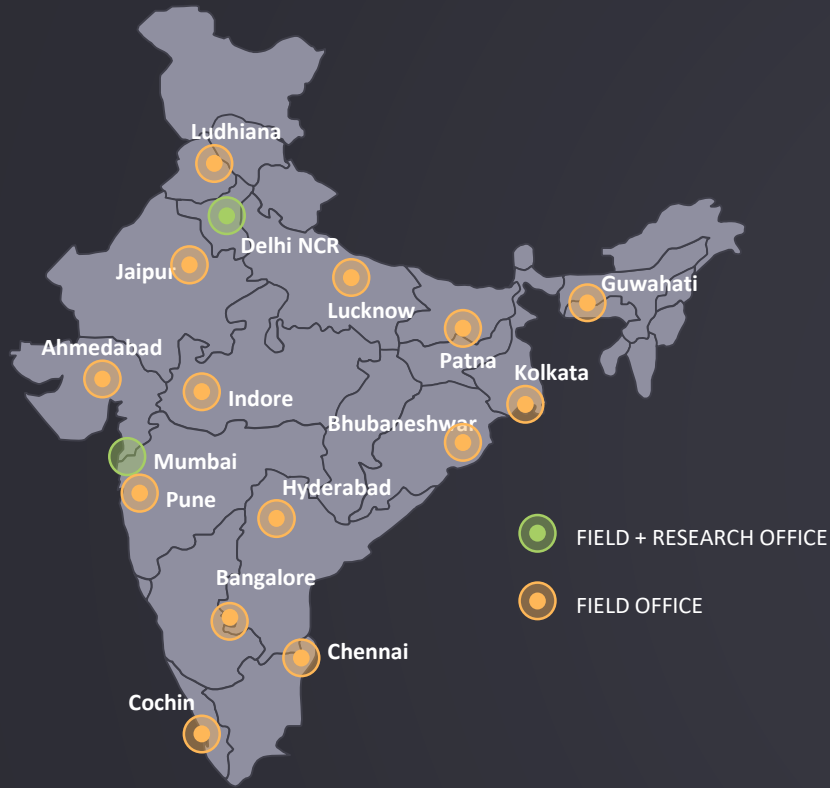 Ludhiana
Delhi NCR
Jaipur
Guwahati
Lucknow
Ahmedabad
Patna
Kolkata
Indore
Bhubaneshwar
Mumbai
Hyderabad
Pune
FIELD + RESEARCH OFFICE
Bangalore
FIELD OFFICE
Chennai
Cochin